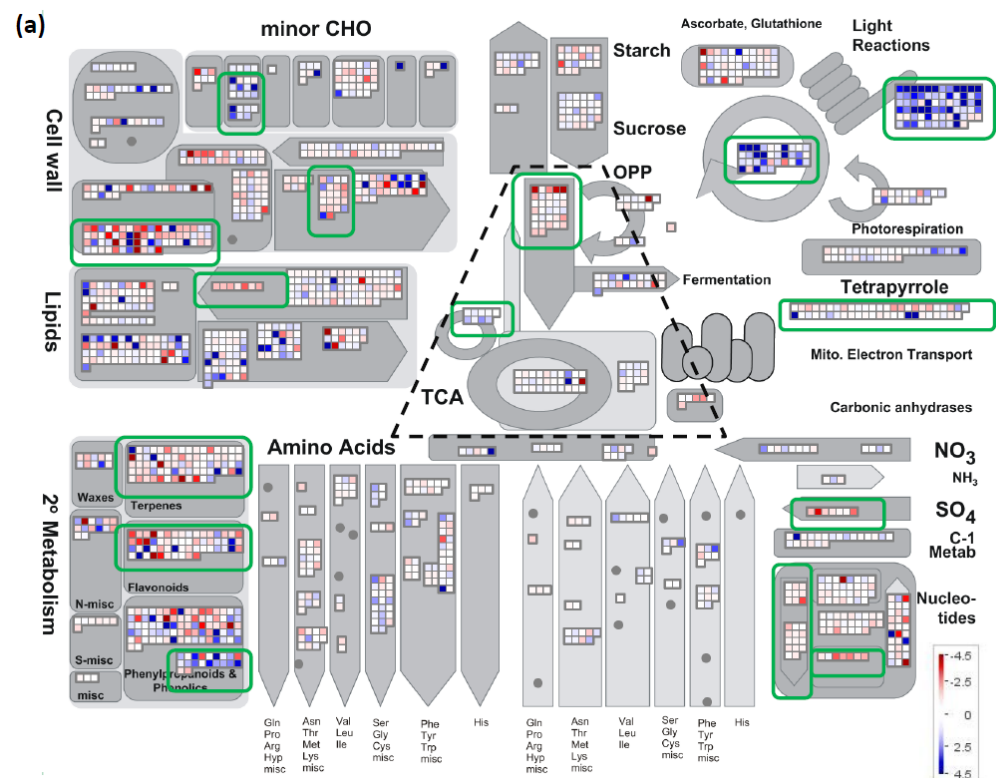 (a)
minor CHO
Cell wall
Lipids
Starch
Sucrose
OPP
Fermentation
TCA
Ascorbate, Glutathione
Light
Reactions
Photorespiration
Tetrapyrrole
Mito. Electron Transport
Carbonic anhydrases
Amino Acids
2º Metabolism
Waxes
Terpenes
Flavonoids
N-misc
S-misc
misc
Phenylpropanoids &
Phenolics
Gln
Pro
Arg
Hyp
misc
Asn
Thr
Met
Lys
misc
Val
Leu
Ile
Ser
Gly
Cys
misc
Phe
Tyr
Trp
misc
His
Gln
Pro
Arg
Hyp
misc
Asn
Thr
Met
Lys
misc
Val
Leu
Ile
Ser
Gly
Cys
misc
Phe
Tyr
Trp
misc
His
NO3
NH3
SO4
C-1
Metab
Nucleo-
tides
-4.5
-2.5
0
2.5
4.5